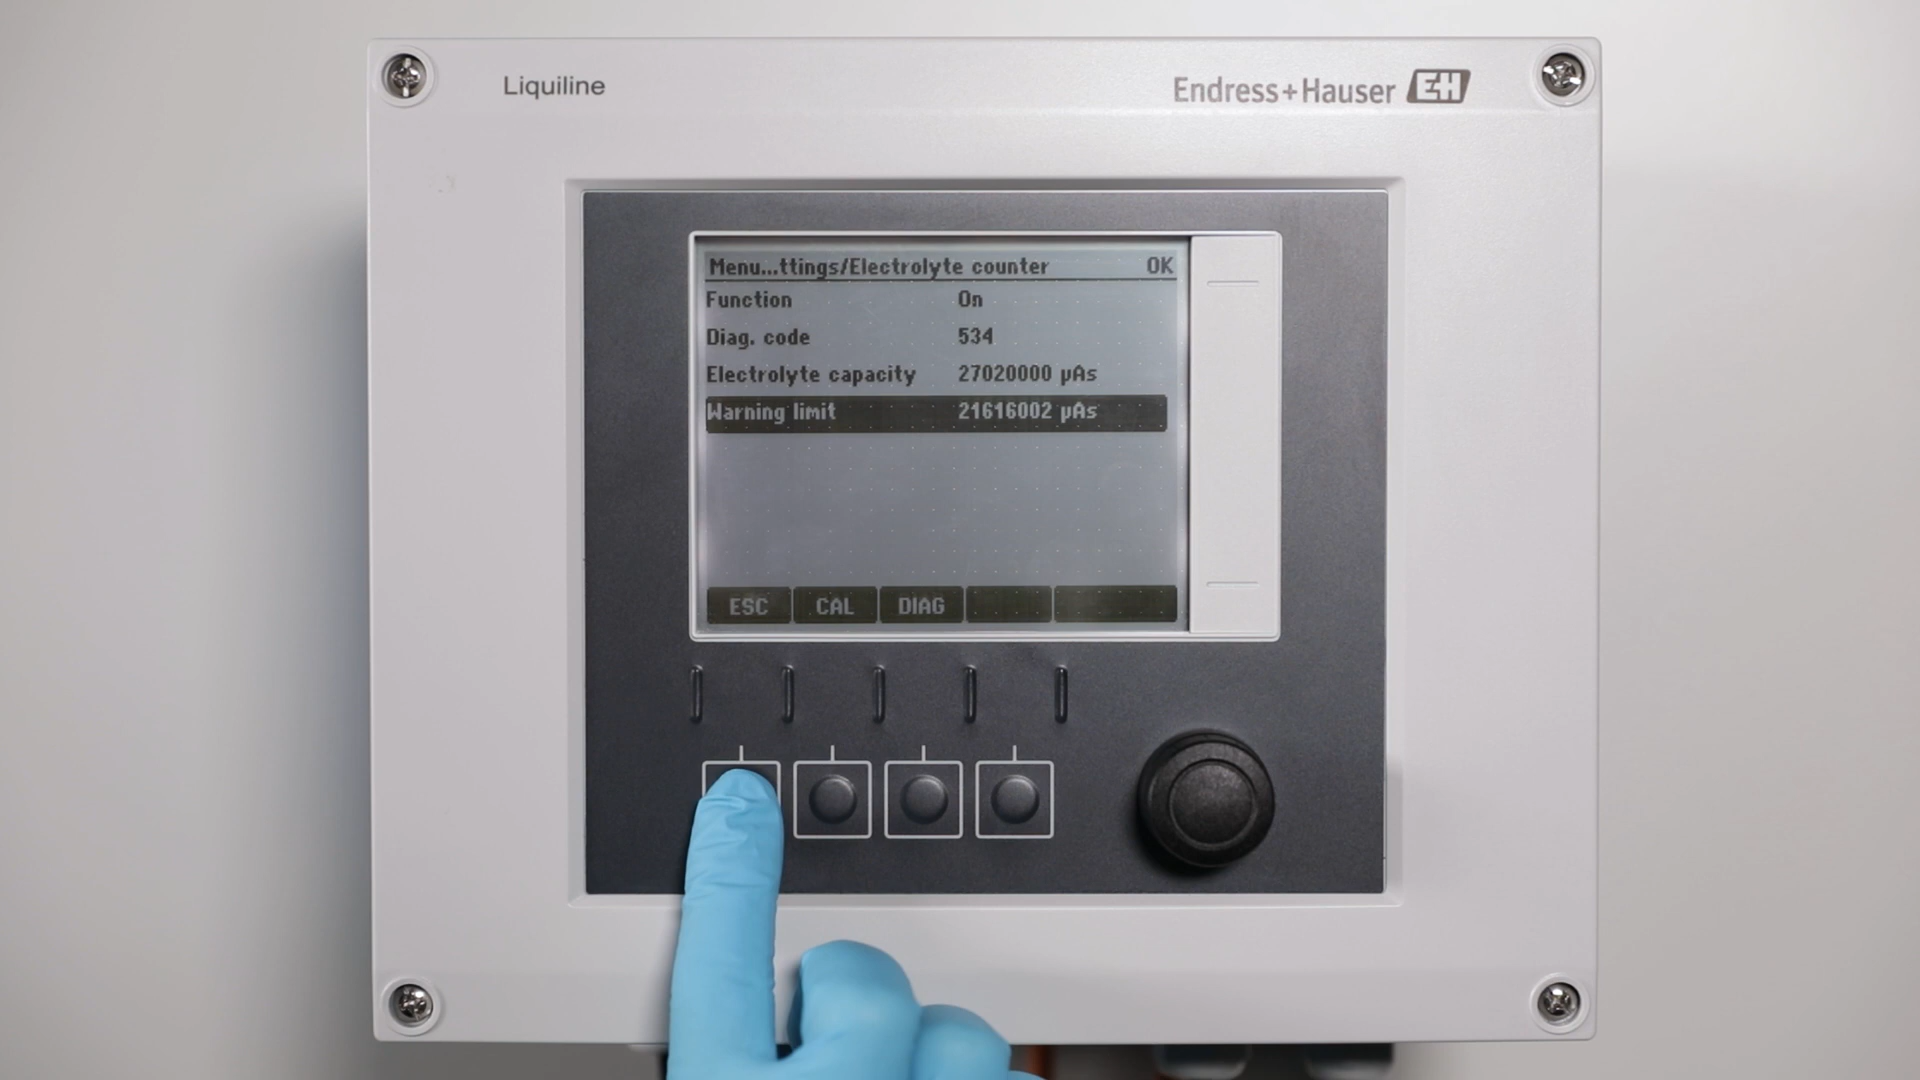 Liquiline
Endress+Hauser EH
Menu...ttings/Electrolyte counter OK
Function On
Diag. code 534
Electrolyte capacity 27020000 µAs
Warning limit 21616002 µAs
ESC CAL DIAG